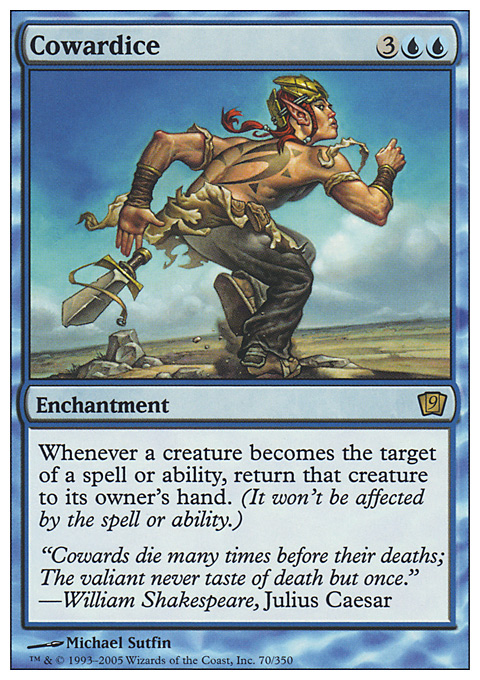 Cowardice 3
Enchantment 9
Whenever a creature becomes the target
of a spell or ability, return that creature
to its owner's hand. (It won't be affected
by the spell or ability.)
"Cowards die many times before their deaths;
The valiant never taste of death but once."
—William Shakespeare, Julius Caesar
Michael Sutfin
™ & © 1993–2005 Wizards of the Coast, Inc. 70/350